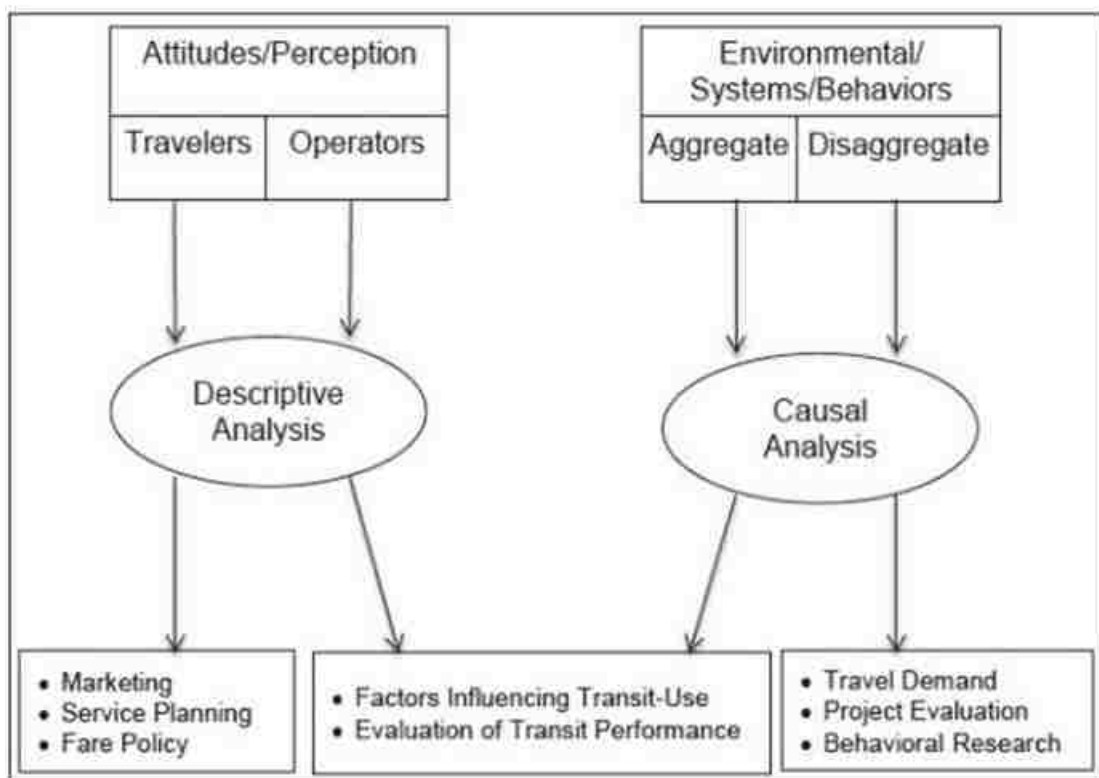 Attitudes/Perception
Travelers
Operators
Environmental/
Systems/Behaviors
Aggregate
Disaggregate
Descriptive
Analysis
Causal
Analysis
• Marketing
• Service Planning
• Fare Policy
• Factors Influencing Transit-Use
• Evaluation of Transit Performance
• Travel Demand
• Project Evaluation
• Behavioral Research